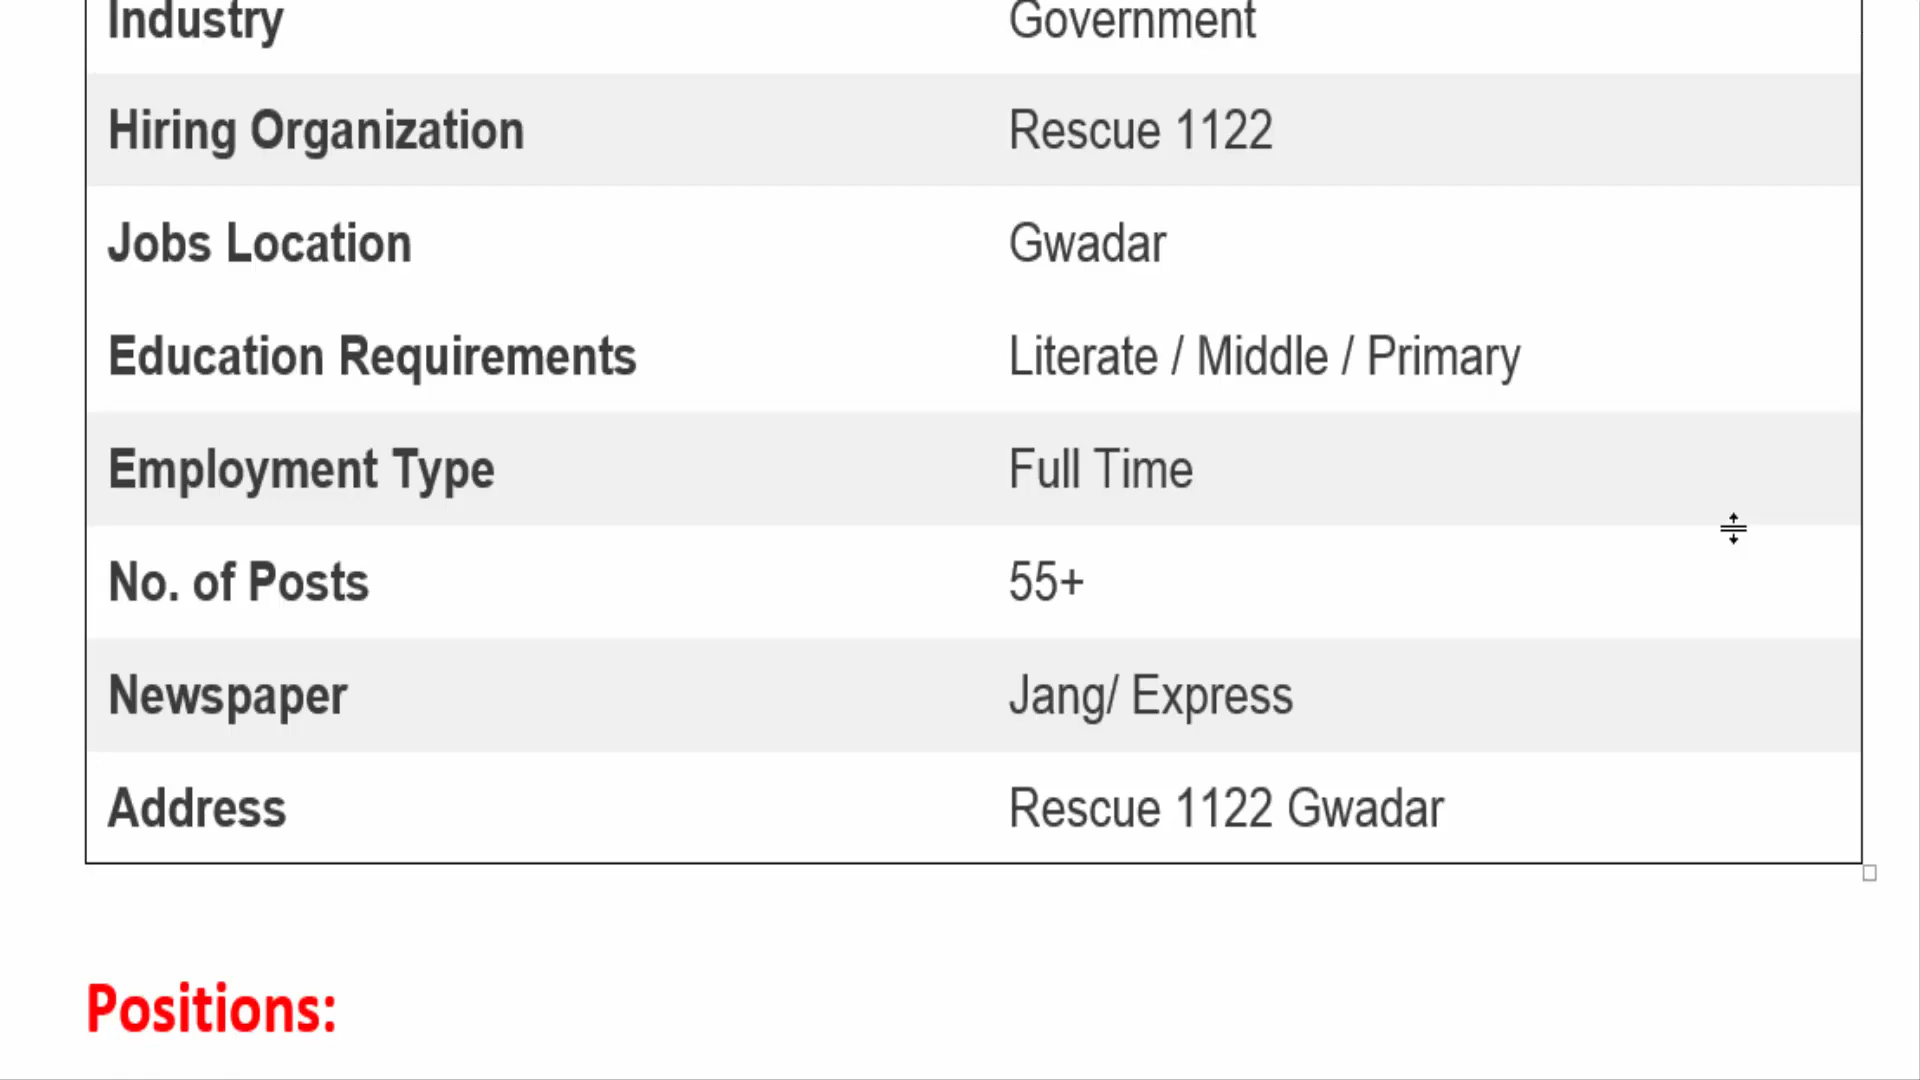 Industry Government
Hiring Organization Rescue 1122
Jobs Location Gwadar
Education Requirements Literate / Middle / Primary
Employment Type Full Time
No. of Posts 55+
Newspaper Jang/ Express
Address Rescue 1122 Gwadar
Positions: